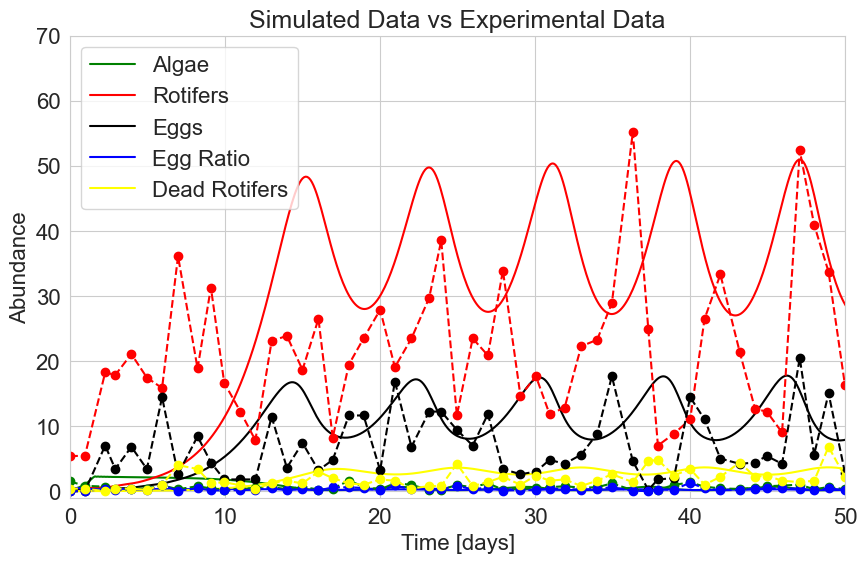 Simulated Data vs Experimental Data
Abundance
70
60
50
40
30
20
10
0
Algae
Rotifers
Eggs
Egg Ratio
Dead Rotifers
0 10 20 30 40 50
Time [days]